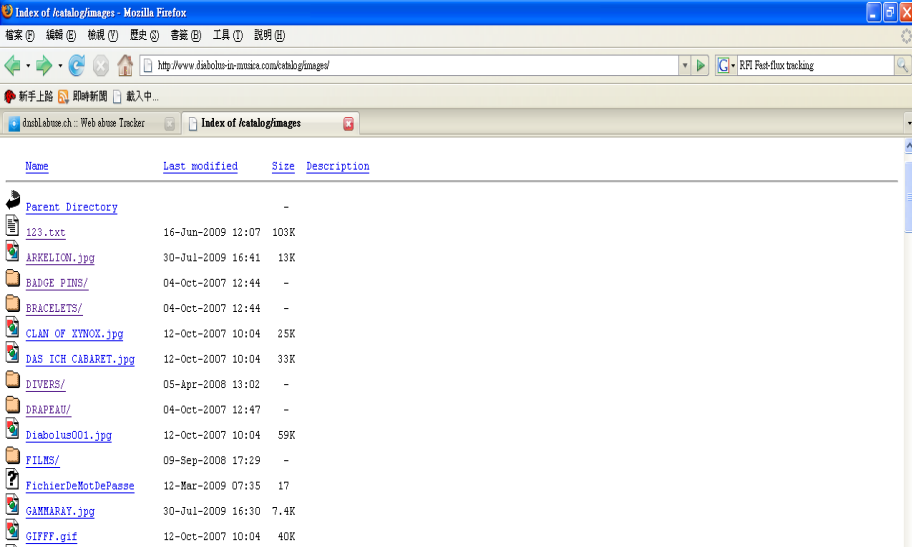 Index of /catalog/images - Mozilla Firefox
檔案(F) 編輯(E) 檢視(V) 歷史(S) 書籤(B) 工具(T) 說明(H)
http://www.diabolus-in-musica.com/catalog/images/ G RFI Fast-flux tracking
新手上路 即時新聞 載入中...
dnsbl.abuse.ch :: Web abuse Tracker Index of /catalog/images
Name Last modified Size Description
Parent Directory -
123.txt 16-Jun-2009 12:07 103K
ARKELION.jpg 30-Jul-2009 16:41 13K
BADGE PINS/ 04-Oct-2007 12:44 -
BRACELETS/ 04-Oct-2007 12:44 -
CLAN OF XYNOX.jpg 12-Oct-2007 10:04 25K
DAS ICH CABARET.jpg 12-Oct-2007 10:04 33K
DIVERS/ 05-Apr-2008 13:02 -
DRAPEAU/ 04-Oct-2007 12:47 -
Diabolus001.jpg 12-Oct-2007 10:04 59K
FILMS/ 09-Sep-2008 17:29 -
FichierDeMotDePasse 12-Mar-2009 07:35 17
GAMMARAY.jpg 30-Jul-2009 16:30 7.4K
GIFFF.gif 12-Oct-2007 10:04 40K